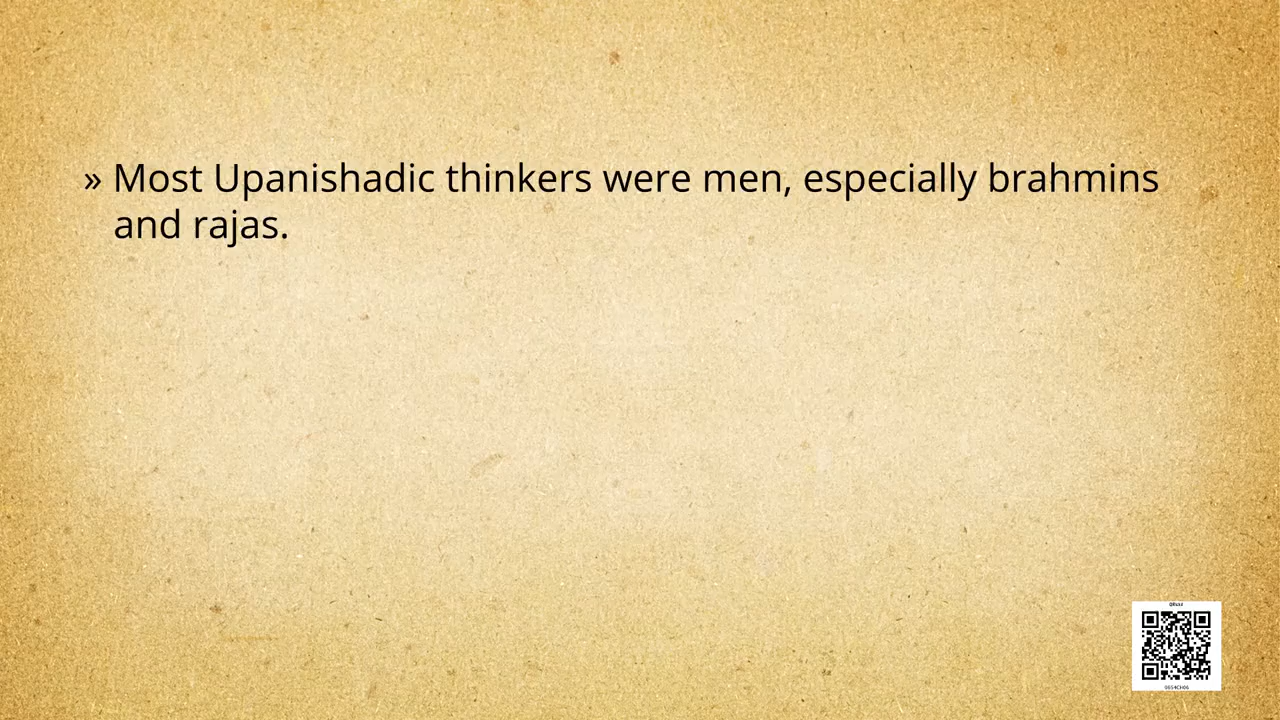 » Most Upanishadic thinkers were men, especially brahmins
and rajas.